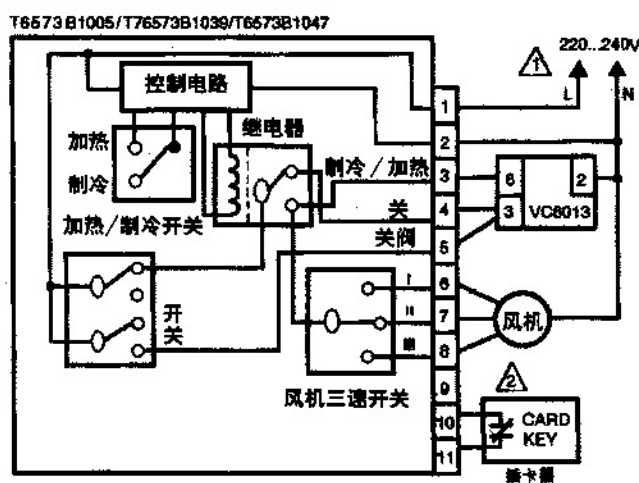 T6573B1005/T76573B1039/T6573B1047
220...240V
1
L
N
控制电路
1
继电器
2
加热
制冷/加热
3
6
2
制冷
关
4
3
VC6013
加热/制冷开关
关阀
5
I
6
II
7
风机
开关
III
8
2
风机三速开关
9
10
CARD
KEY
11
插卡器